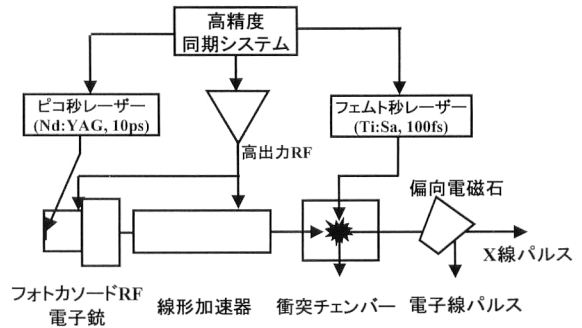 高精度
同期システム
ピコ秒レーザー
(Nd:YAG, 10ps)
フェムト秒レーザー
(Ti:Sa, 100fs)
高出力RF
偏向電磁石
X線パルス
フォトカソードRF
電子銃
線形加速器
衝突チェンバー
電子線パルス